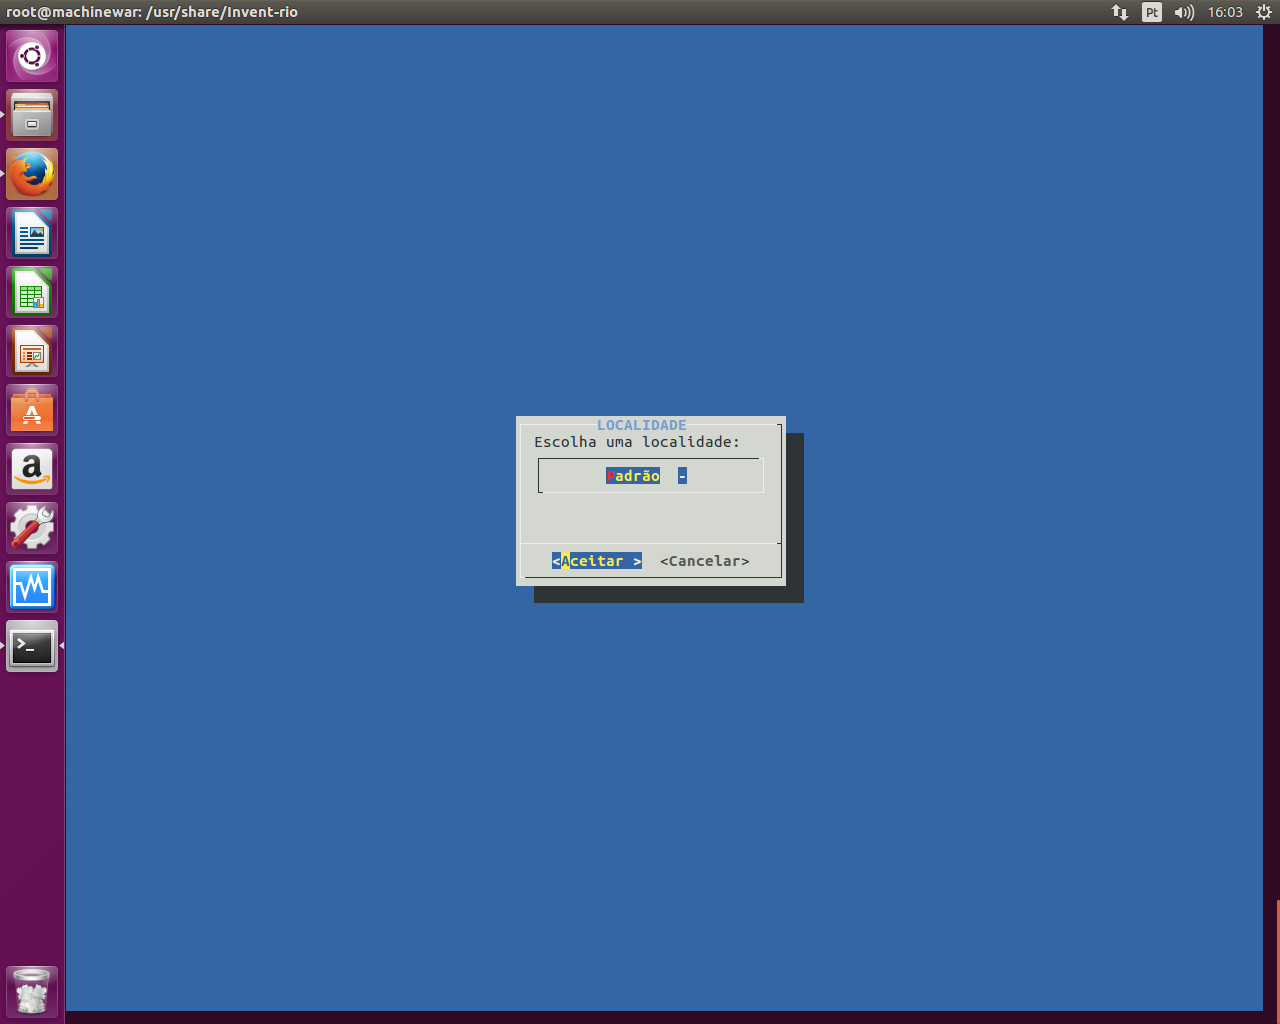 root@machinewar: /usr/share/Invent-rio
Pt
16:03
LOCALIDADE
Escolha uma localidade:
Padrão -
<Aceitar > <Cancelar>
A
a
>_